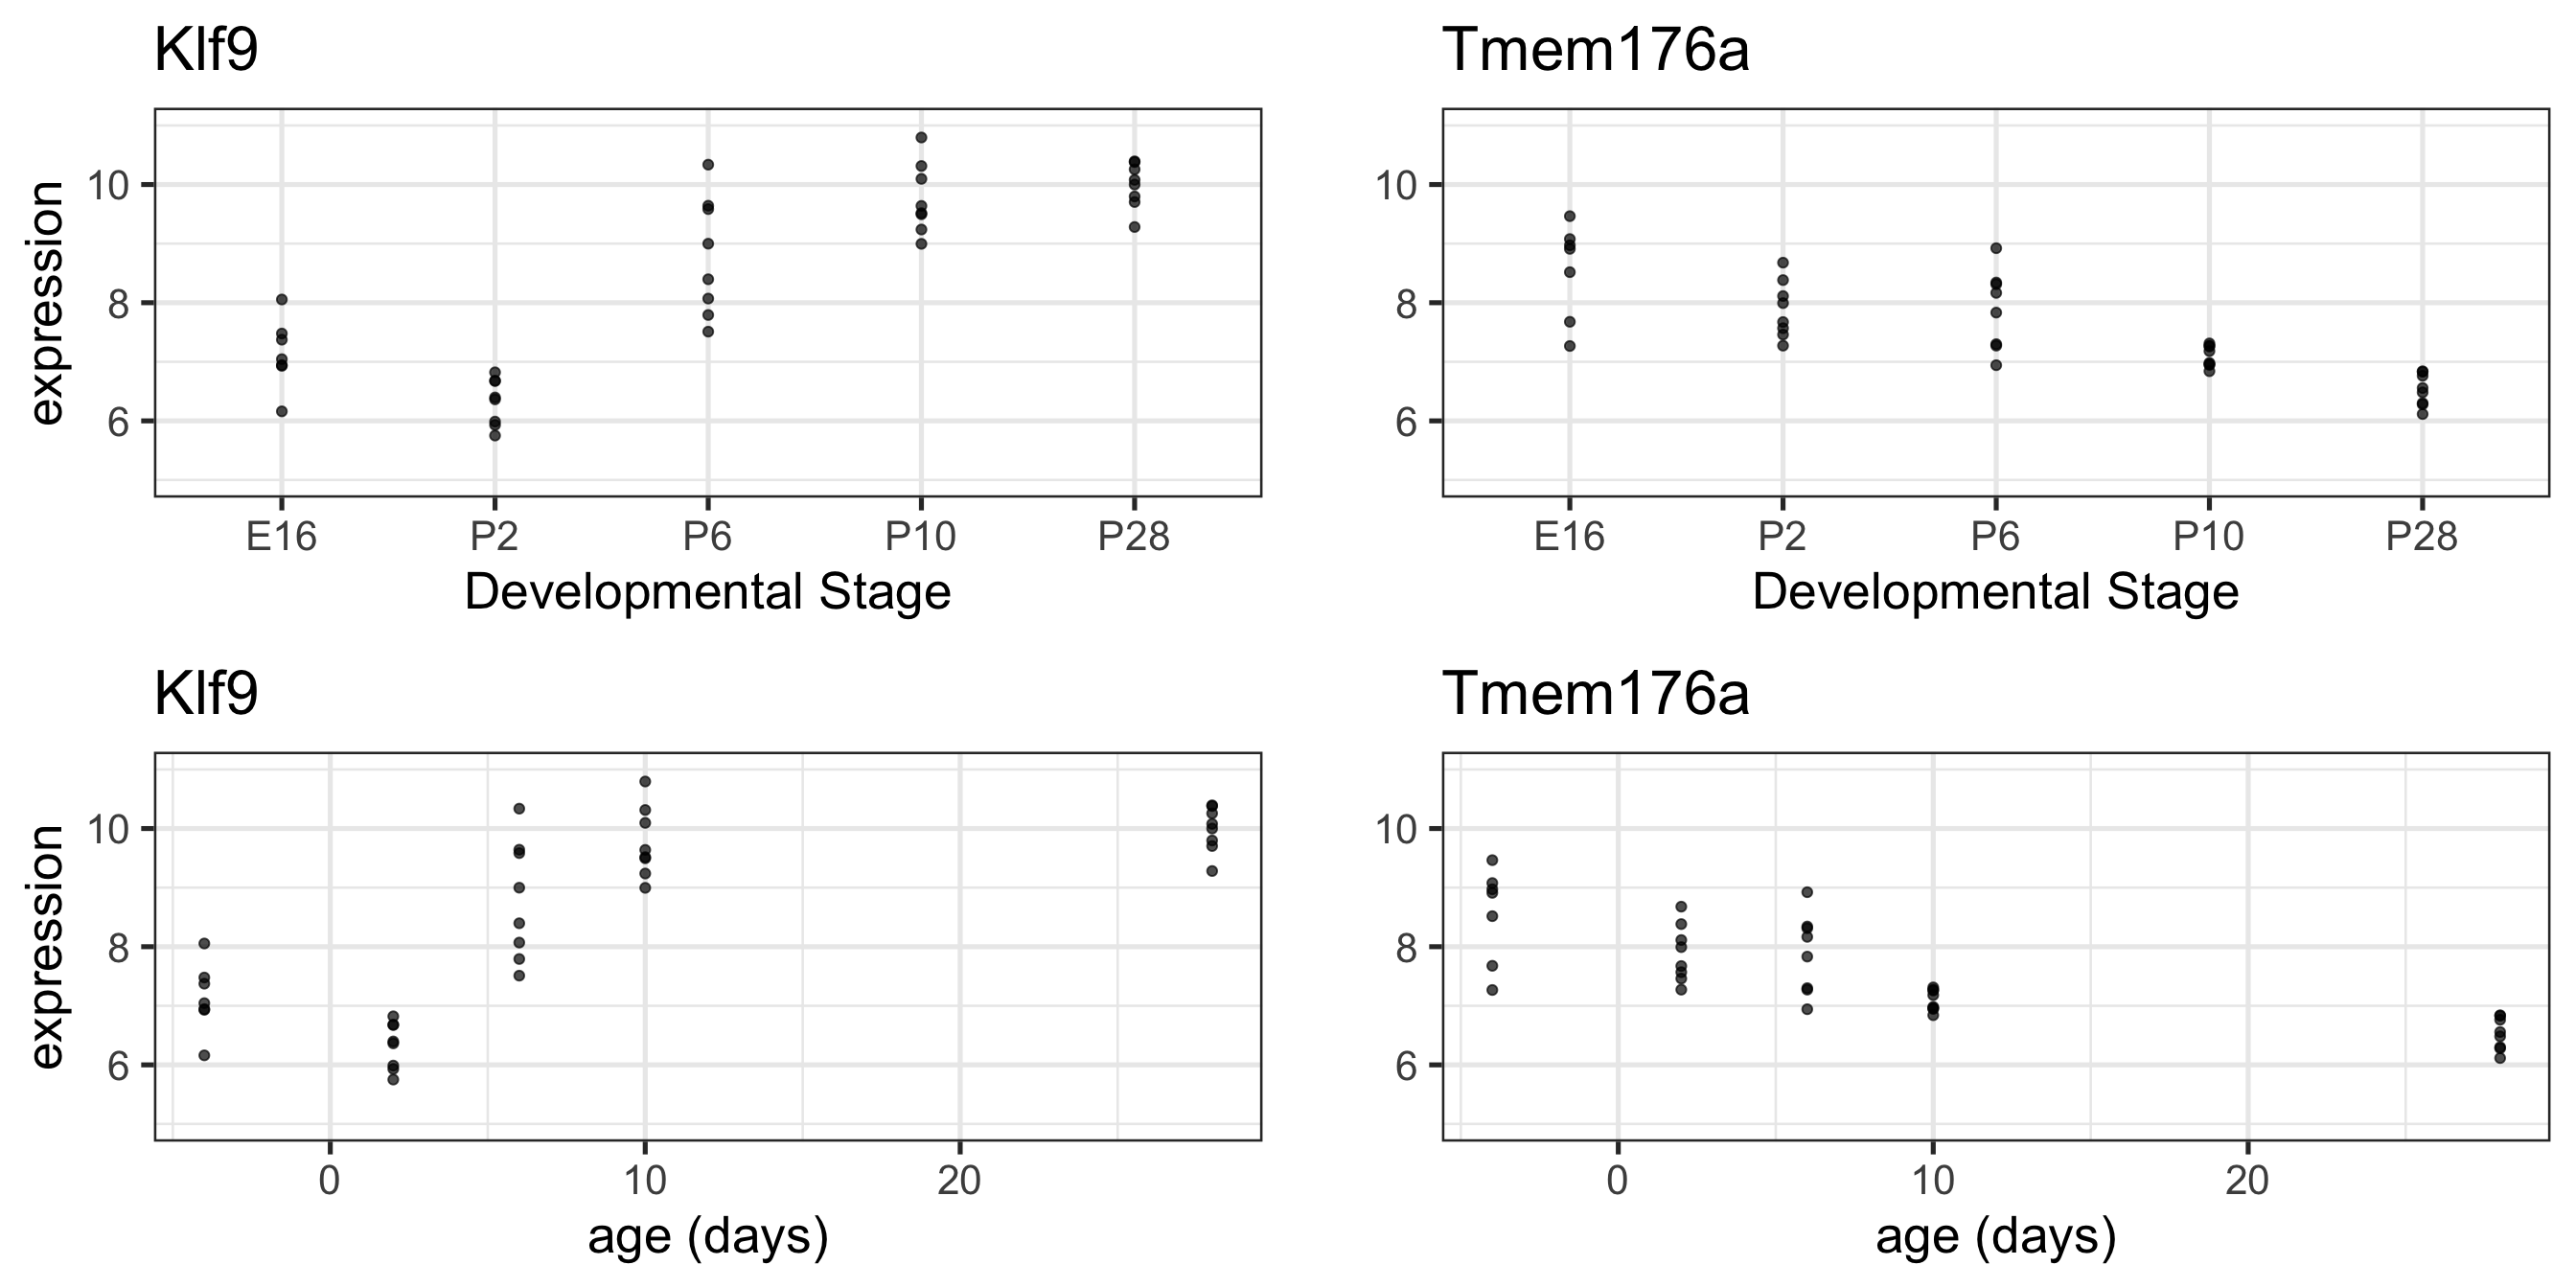 Klf9
expression
10
8
6
E16 P2 P6 P10 P28
Developmental Stage
Tmem176a
10
8
6
E16 P2 P6 P10 P28
Developmental Stage
Klf9
expression
10
8
6
0 10 20
age (days)
Tmem176a
10
8
6
0 10 20
age (days)